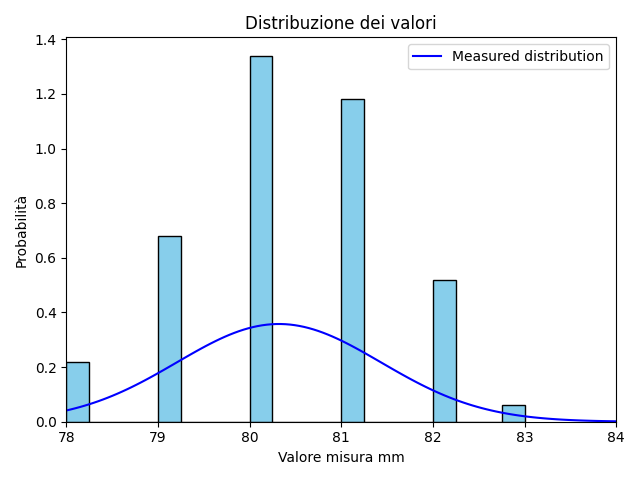 Distribuzione dei valori
Measured distribution
Probabilità
1.4
1.2
1.0
0.8
0.6
0.4
0.2
0.0
78 79 80 81 82 83 84
Valore misura mm